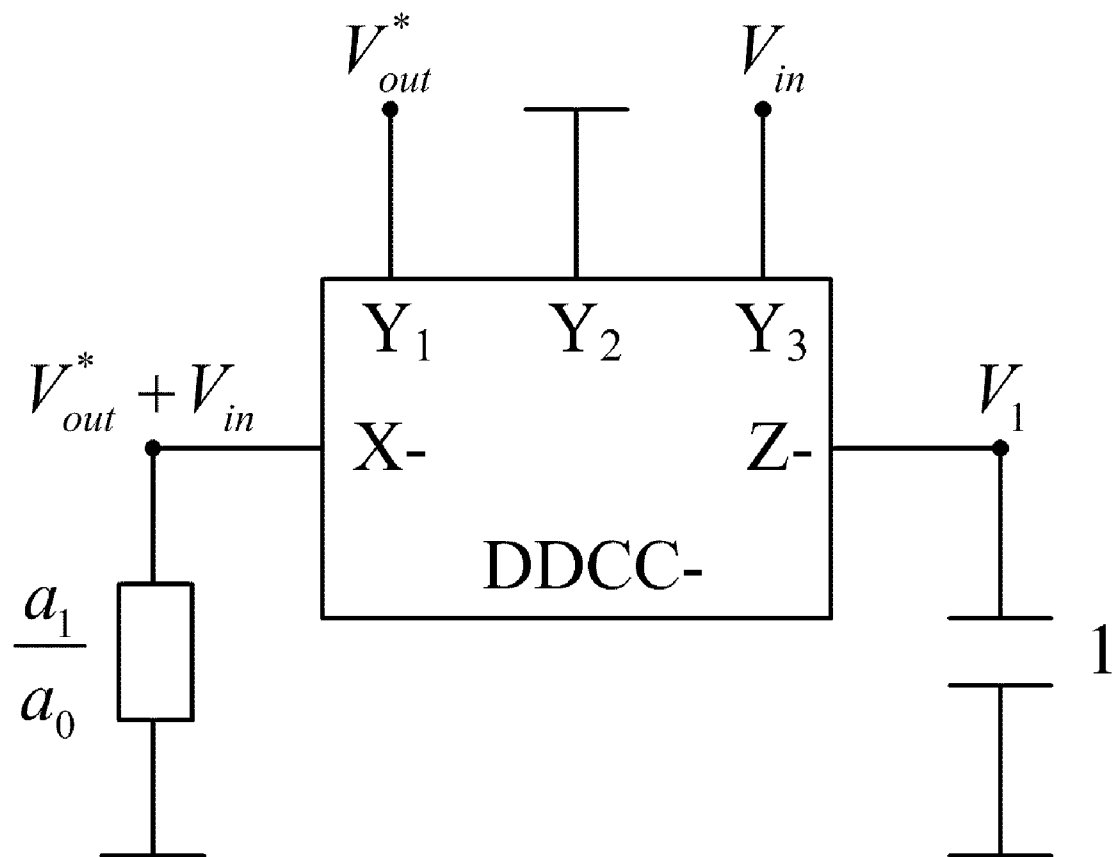 V*out
Vin
Y1
Y2
Y3
V*out + Vin
V1
X-
Z-
DDCC-
a1
a0
1